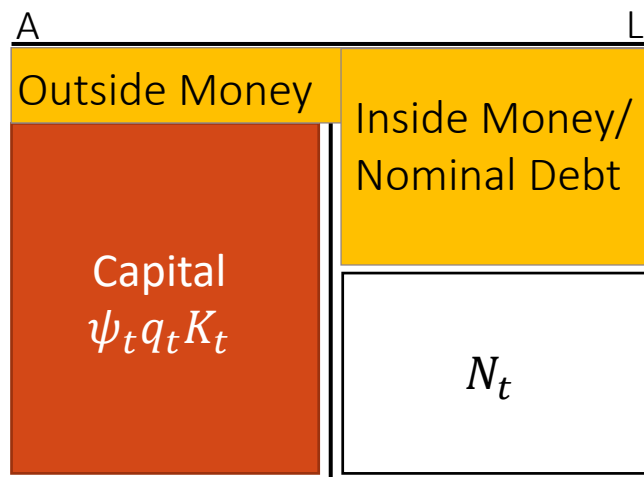 A L
Outside Money
Inside Money/
Nominal Debt
Capital
ψₜqₜKₜ
Nₜ